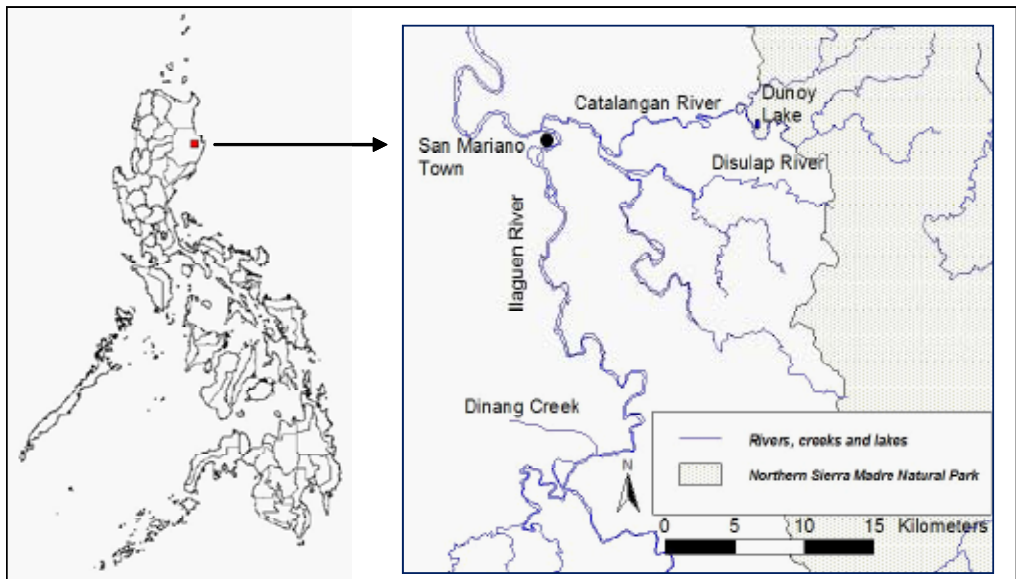 Catalangan River
Dunoy
Lake
San Mariano
Town
Disulap River
Ilaguen River
Dinang Creek
Rivers, creeks and lakes
Northern Sierra Madre Natural Park
N
0 5 10 15 Kilometers